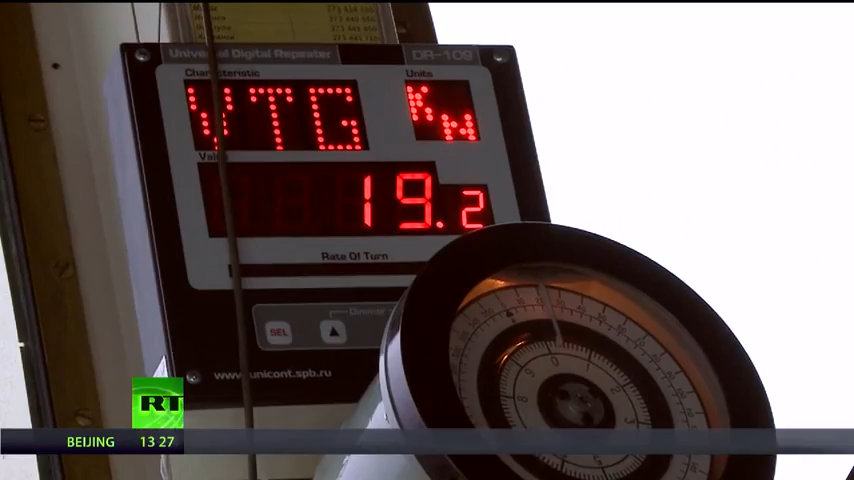 Universal Digital Repeater DR-109
Characteristic Units
VTG Kn
Value
19.2
Rate Of Turn
SEL Dimmer
www.unicont.spb.ru
RT
BEIJING 13 27